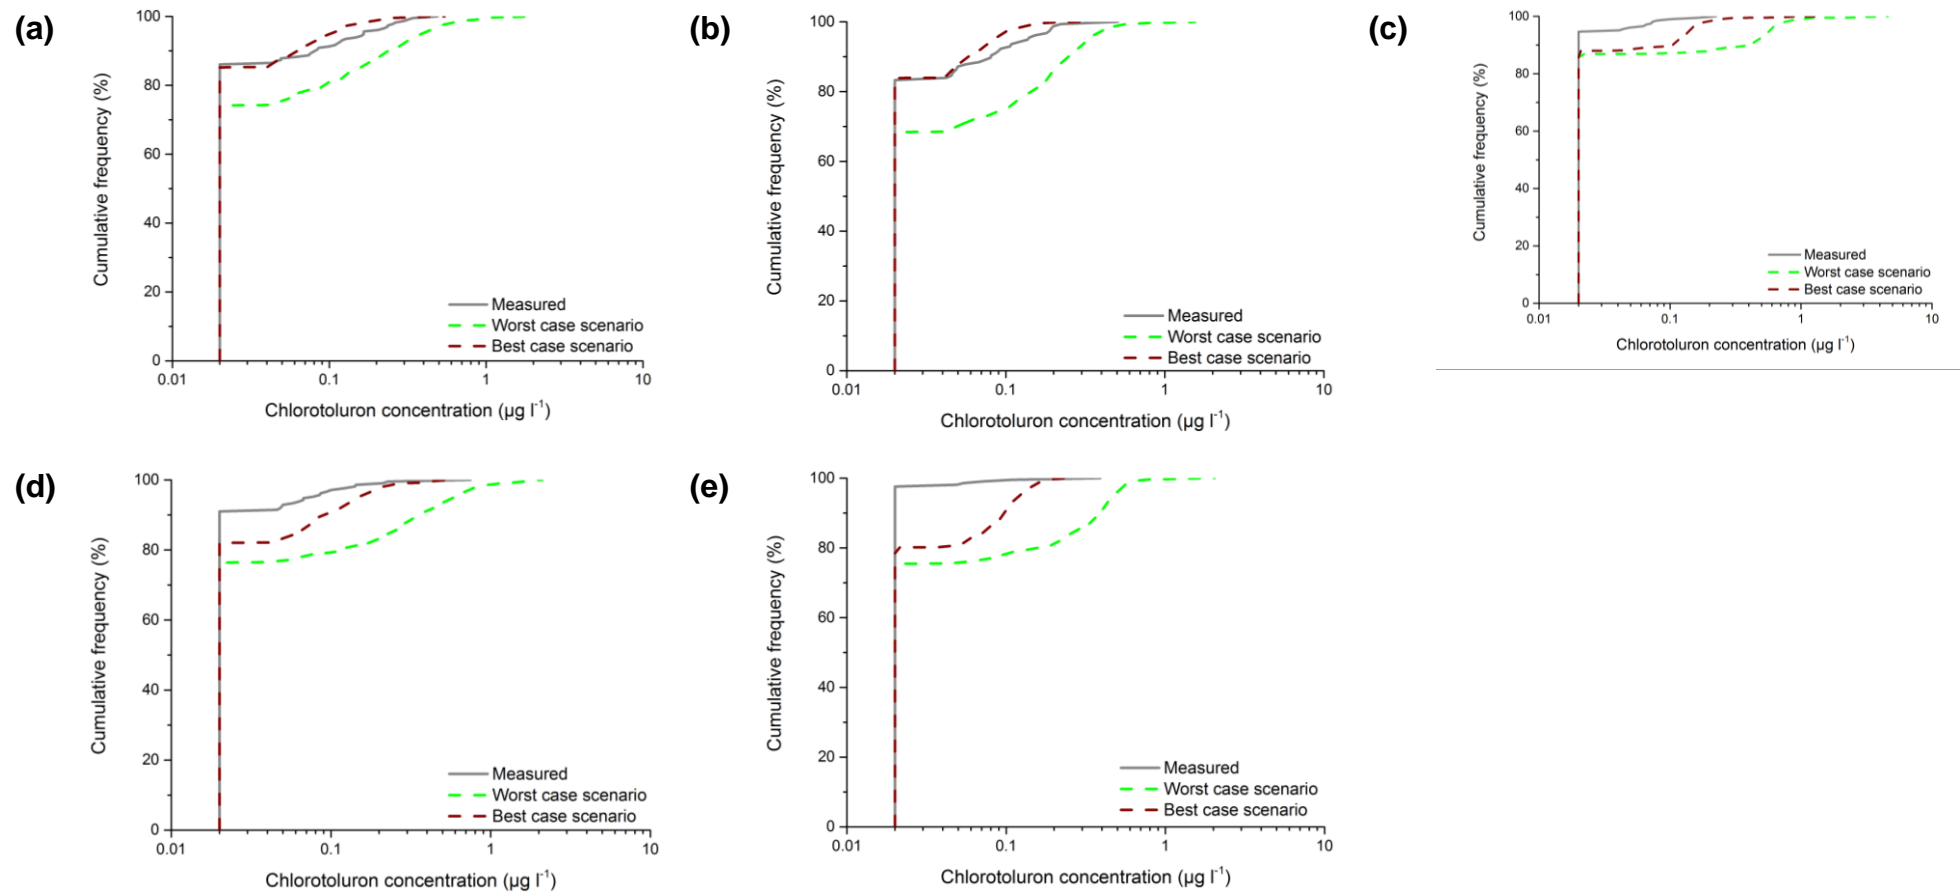 (a)
100
80
60
40
20
0
Cumulative frequency (%)
Measured
Worst case scenario
Best case scenario
0.01 0.1 1 10
Chlorotoluron concentration (µg l⁻¹)
(b)
100
80
60
40
20
0
Cumulative frequency (%)
Measured
Worst case scenario
Best case scenario
0.01 0.1 1 10
Chlorotoluron concentration (µg l⁻¹)
(c)
100
80
60
40
20
0
Cumulative frequency (%)
Measured
Worst case scenario
Best case scenario
0.01 0.1 1 10
Chlorotoluron concentration (µg l⁻¹)
(d)
100
80
60
40
20
0
Cumulative frequency (%)
Measured
Worst case scenario
Best case scenario
0.01 0.1 1 10
Chlorotoluron concentration (µg l⁻¹)
(e)
100
80
60
40
20
0
Cumulative frequency (%)
Measured
Worst case scenario
Best case scenario
0.01 0.1 1 10
Chlorotoluron concentration (µg l⁻¹)